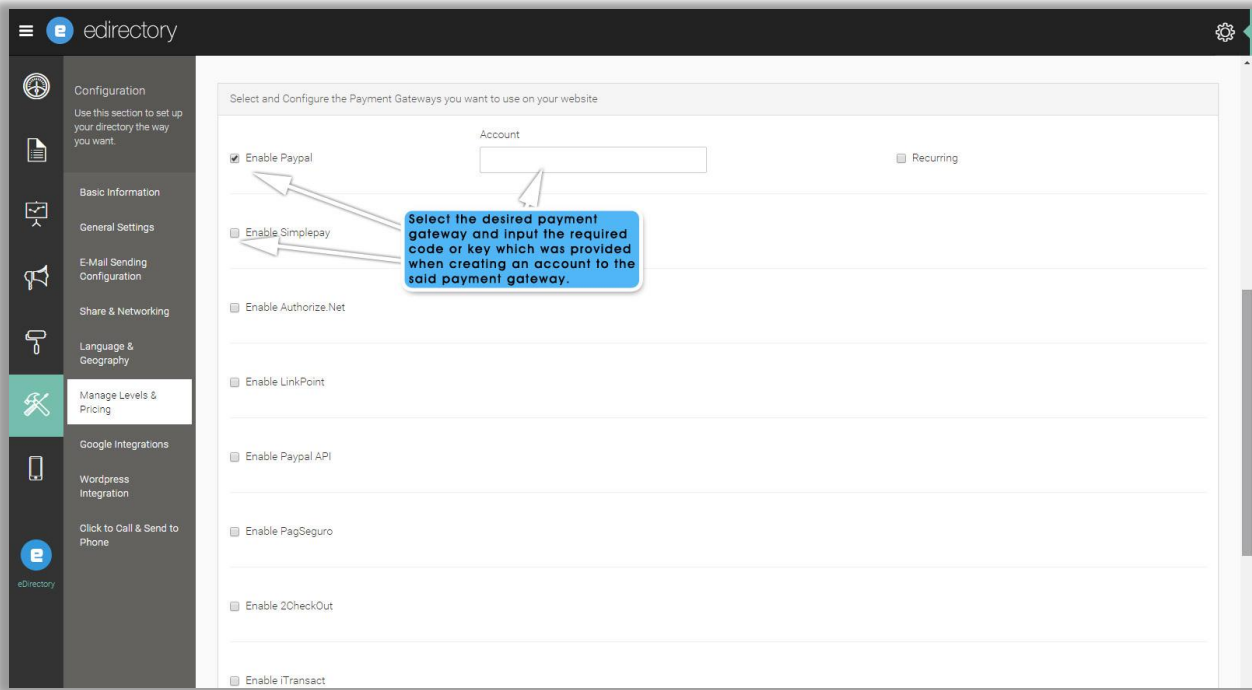 edirectory
Configuration
Use this section to set up
your directory the way
you want.
Basic Information
General Settings
E-Mail Sending
Configuration
Share & Networking
Language &
Geography
Manage Levels &
Pricing
Google Integrations
Wordpress
Integration
Click to Call & Send to
Phone
eDirectory
Select and Configure the Payment Gateways you want to use on your website
Account
Enable Paypal
Recurring
Select the desired payment
gateway and input the required
code or key which was provided
when creating an account to the
said payment gateway.
Enable Simplepay
Enable Authorize.Net
Enable LinkPoint
Enable Paypal API
Enable PagSeguro
Enable 2CheckOut
Enable iTransact